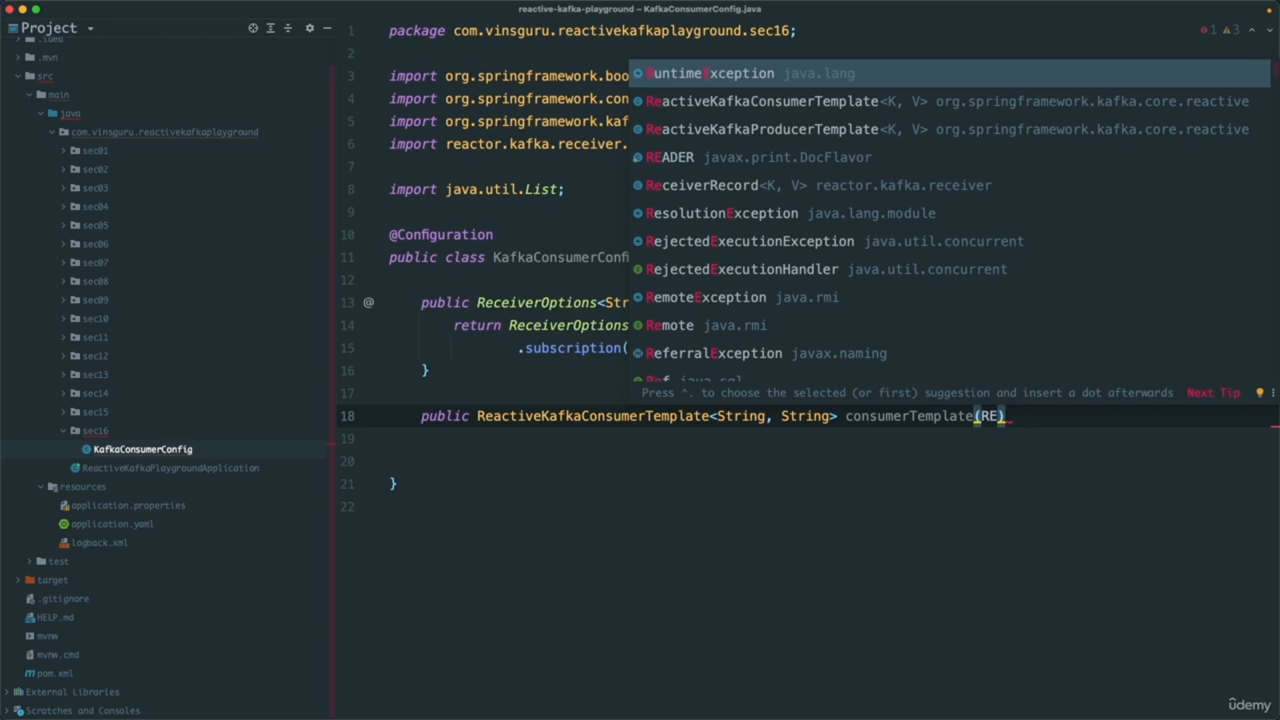 reactive-kafka-playground – KafkaConsumerConfig.java
Project
.idea
.mvn
src
main
java
com.vinsguru.reactivekafkaplayground
sec01
sec02
sec03
sec04
sec05
sec06
sec07
sec08
sec09
sec10
sec11
sec12
sec13
sec14
sec15
sec16
KafkaConsumerConfig
ReactiveKafkaPlaygroundApplication
resources
application.properties
application.yaml
logback.xml
test
target
.gitignore
HELP.md
mvnw
mvnw.cmd
pom.xml
External Libraries
Scratches and Consoles
1 package com.vinsguru.reactivekafkaplayground.sec16;
1 3
2
3 import org.springframework.boo
4 import org.springframework.con
5 import org.springframework.kaf
6 import reactor.kafka.receiver.
7
8 import java.util.List;
9
10 @Configuration
11 public class KafkaConsumerConfi
12
13 @ public ReceiverOptions<Str
14 return ReceiverOptions
15 .subscription(
16 }
17
18 public ReactiveKafkaConsumerTemplate<String, String> consumerTemplate(RE)
19
20
21 }
22
RuntimeException java.lang
ReactiveKafkaConsumerTemplate<K, V> org.springframework.kafka.core.reactive
ReactiveKafkaProducerTemplate<K, V> org.springframework.kafka.core.reactive
READER javax.print.DocFlavor
ReceiverRecord<K, V> reactor.kafka.receiver
ResolutionException java.lang.module
RejectedExecutionException java.util.concurrent
RejectedExecutionHandler java.util.concurrent
RemoteException java.rmi
Remote java.rmi
ReferralException javax.naming
Ref java.sql
Press ^. to choose the selected (or first) suggestion and insert a dot afterwards Next Tip
ûdemy